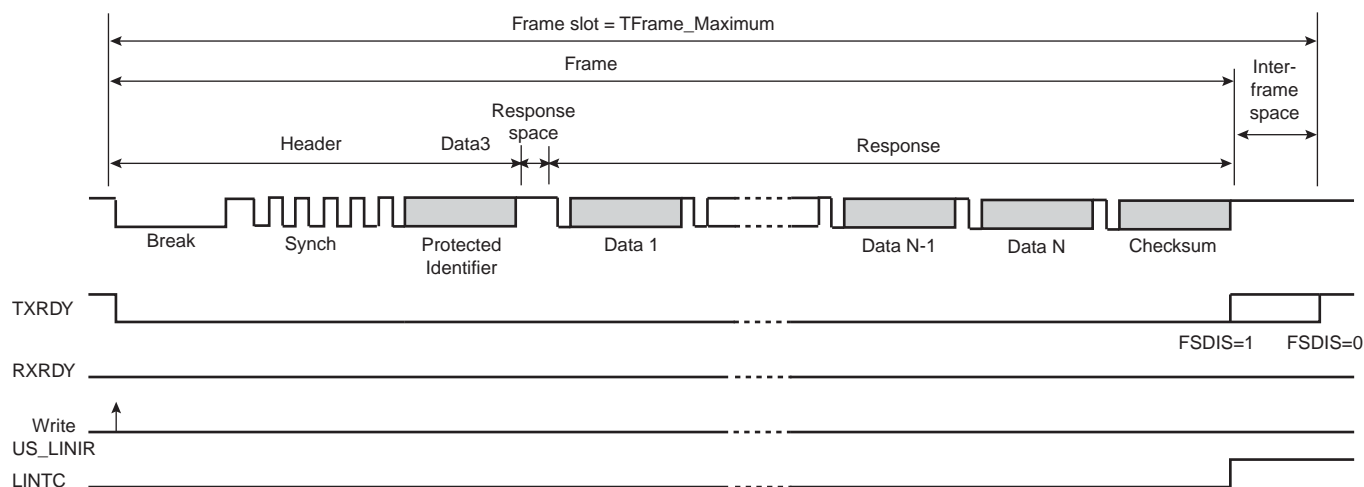 Frame slot = TFrame_Maximum
Frame
Inter-
frame
space
Response
space
Header
Data3
Response
Break
Synch
Protected
Identifier
Data 1
Data N-1
Data N
Checksum
TXRDY
FSDIS=1
FSDIS=0
RXRDY
Write
US_LINIR
LINTC